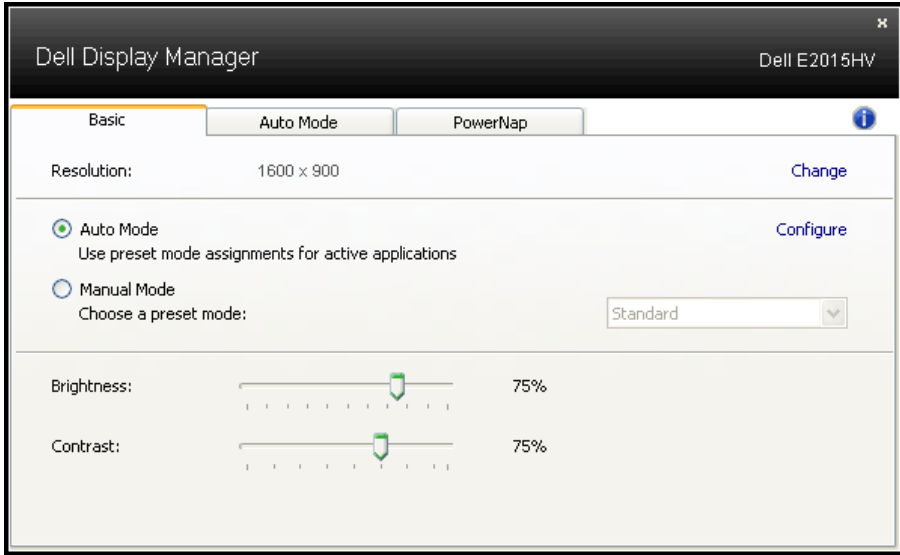 Dell Display Manager
Dell E2015HV
Basic
Auto Mode
PowerNap
Resolution:
1600 x 900
Change
Auto Mode
Configure
Use preset mode assignments for active applications
Manual Mode
Choose a preset mode:
Standard
Brightness:
75%
Contrast:
75%